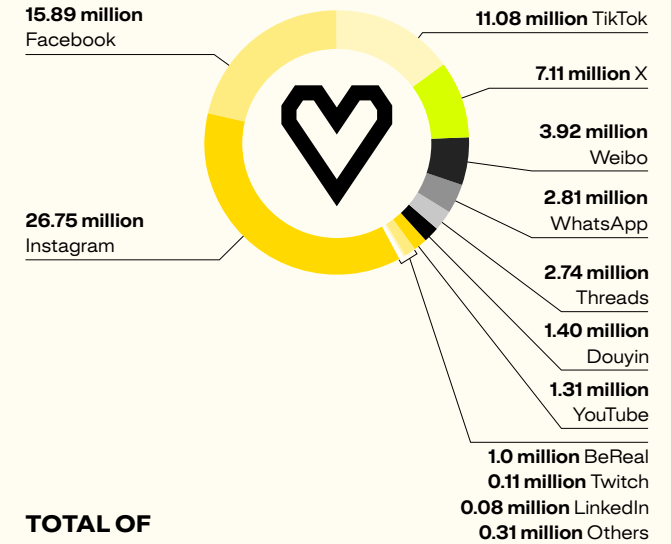 15.89 million
Facebook
11.08 million TikTok
7.11 million X
3.92 million
Weibo
2.81 million
WhatsApp
26.75 million
Instagram
2.74 million
Threads
1.40 million
Douyin
1.31 million
YouTube
1.0 million BeReal
0.11 million Twitch
0.08 million LinkedIn
0.31 million Others
TOTAL OF